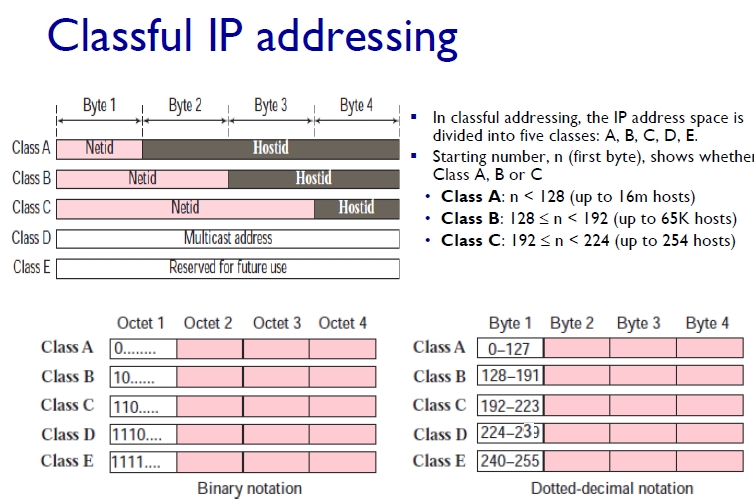 Classful IP addressing
Byte 1 Byte 2 Byte 3 Byte 4
Class A Netid Hostid
Class B Netid Hostid
Class C Netid Hostid
Class D Multicast address
Class E Reserved for future use
▪ In classful addressing, the IP address space is
divided into five classes: A, B, C, D, E.
▪ Starting number, n (first byte), shows whether
Class A, B or C
• Class A: n < 128 (up to 16m hosts)
• Class B: 128 ≤ n < 192 (up to 65K hosts)
• Class C: 192 ≤ n < 224 (up to 254 hosts)
Octet 1 Octet 2 Octet 3 Octet 4
Class A 0........
Class B 10......
Class C 110.....
Class D 1110....
Class E 1111....
Binary notation
Byte 1 Byte 2 Byte 3 Byte 4
Class A 0–127
Class B 128–191
Class C 192–223
Class D 224–239
Class E 240–255
Dotted-decimal notation